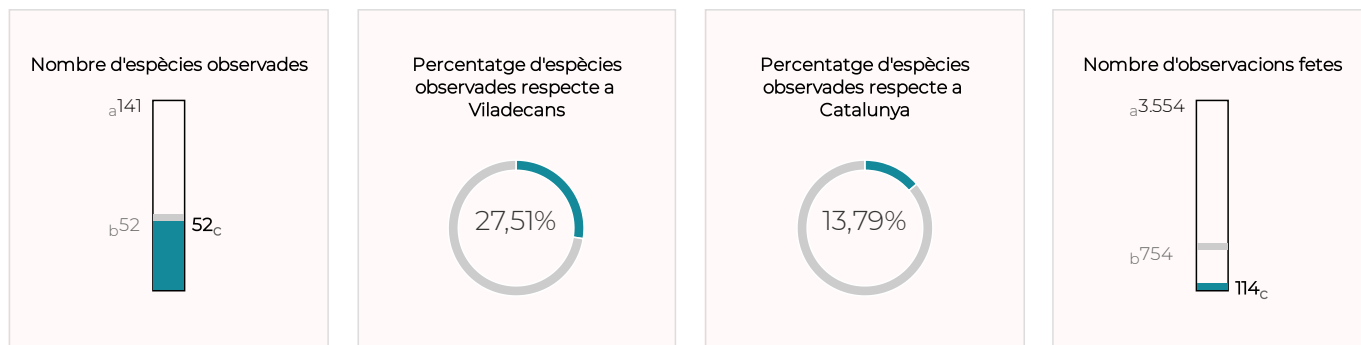 Nombre d'espècies observades
a141
b52
52c
Percentatge d'espècies
observades respecte a
Viladecans
27,51%
Percentatge d'espècies
observades respecte a
Catalunya
13,79%
Nombre d'observacions fetes
a3.554
b754
114c